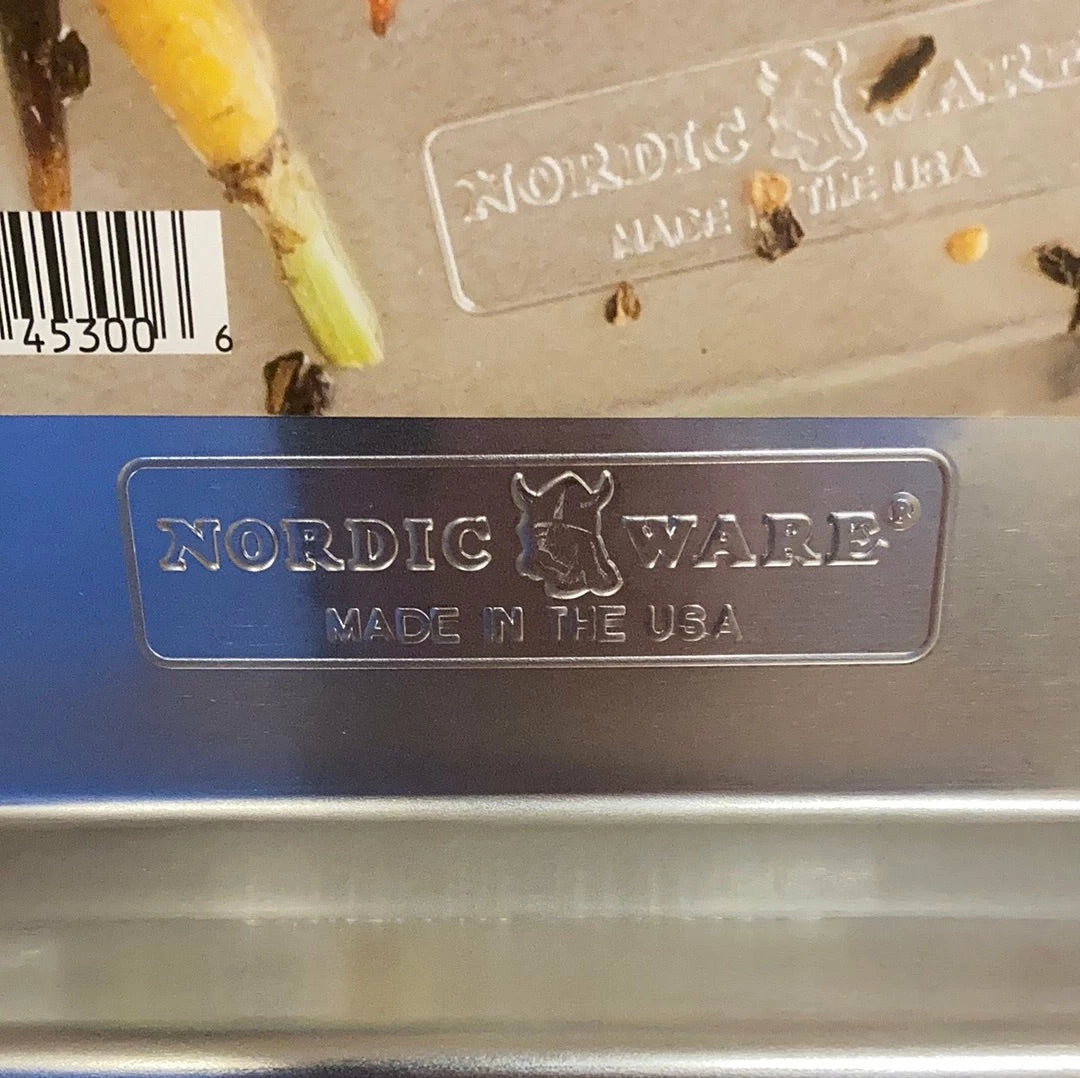 NORDIC WARE
MADE IN THE USA
45300 6
NORDIC WARE®
MADE IN THE USA